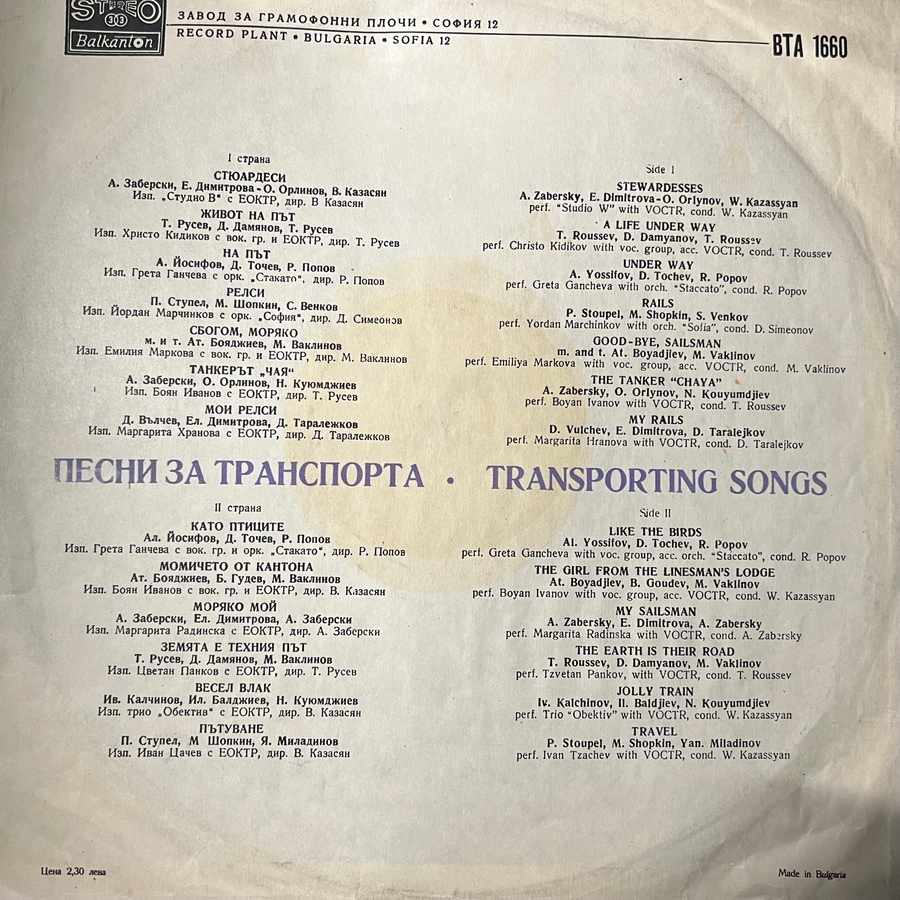 STEREO
33
Balkanton
ЗАВОД ЗА ГРАМОФОННИ ПЛОЧИ • СОФИЯ 12
RECORD PLANT • BULGARIA • SOFIA 12
BTA 1660
I страна
СТЮАРДЕСИ
А. Заберски, Е. Димитрова-О. Орлинов, В. Казасян
Изп. „Студио В“ с ЕОКТР, дир. В Казасян
ЖИВОТ НА ПЪТ
Т. Русев, Д. Дамянов, Т. Русев
Изп. Христо Кидиков с вок. гр. и ЕОКТР, дир. Т. Русев
НА ПЪТ
А. Йосифов, Д. Точев, Р. Попов
Изп. Грета Ганчева с орк. „Стакато“, дир. Р. Попов
РЕЛСИ
П. Ступел, М. Шопкин, С. Венков
Изп. Йордан Марчинков с орк. „София“, дир. Д. Симеонов
СБОГОМ, МОРЯКО
м. и т. Ат. Бояджиев, М. Ваклинов
Изп. Емилия Маркова с вок. гр. и ЕОКТР, дир. М. Ваклинов
ТАНКЕРЪТ „ЧАЯ“
А. Заберски, О. Орлинов, Н. Куюмджиев
Изп. Боян Иванов с ЕОКТР, дир. Т. Русев
МОИ РЕЛСИ
Д. Вълчев, Ел. Димитрова, Д. Таралежков
Изп. Маргарита Хранова с ЕОКТР, дир. Д. Таралежков
Side I
STEWARDESSES
A. Zabersky, E. Dimitrova-O. Orlynov, W. Kazassyan
perf. “Studio W” with VOCTR, cond. W. Kazassyan
A LIFE UNDER WAY
T. Roussev, D. Damyanov, T. Roussev
perf. Christo Kidikov with voc. group, acc. VOCTR, cond. T. Roussev
UNDER WAY
A. Yossifov, D. Tochev, R. Popov
perf. Greta Gancheva with orch. “Staccato”, cond. R. Popov
RAILS
P. Stoupel, M. Shopkin, S. Venkov
perf. Yordan Marchinkov with orch. “Sofia”, cond. D. Simeonov
GOOD-BYE, SAILSMAN
m. and t. At. Boyadjiev, M. Vaklinov
perf. Emiliya Markova with voc. group, acc. VOCTR, cond. M. Vaklinov
THE TANKER “CHAYA”
A. Zabersky, O. Orlynov, N. Kouyumdjiev
perf. Boyan Ivanov with VOCTR, cond. T. Roussev
MY RAILS
D. Vulchev, E. Dimitrova, D. Taralejkov
perf. Margarita Hranova with VOCTR, cond. D. Taralejkov
ПЕСНИ ЗА ТРАНСПОРТА • TRANSPORTING SONGS
II страна
КАТО ПТИЦИТЕ
Ал. Йосифов, Д. Точев, Р. Попов
Изп. Грета Ганчева с вок. гр. и орк. „Стакато“, дир. Р. Попов
МОМИЧЕТО ОТ КАНТОНА
Ат. Бояджиев, Б. Гудев, М. Ваклинов
Изп. Боян Иванов с вок. гр. и ЕОКТР, дир. В. Казасян
МОРЯКО МОЙ
А. Заберски, Ел. Димитрова, А. Заберски
Изп. Маргарита Радинска с ЕОКТР, дир. А. Заберски
ЗЕМЯТА Е ТЕХНИЯ ПЪТ
Т. Русев, Д. Дамянов, М. Ваклинов
Изп. Цветан Панков с ЕОКТР, дир. Т. Русев
ВЕСЕЛ ВЛАК
Ив. Калчинов, Ил. Балджиев, Н. Куюмджиев
Изп. трио „Обектив“ с ЕОКТР, дир. В. Казасян
ПЪТУВАНЕ
П. Ступел, М Шопкин, Я. Миладинов
Изп. Иван Цачев с ЕОКТР, дир. В. Казасян
Side II
LIKE THE BIRDS
Al. Yossifov, D. Tochev, R. Popov
perf. Greta Gancheva with voc. group, acc. orch. “Staccato”, cond. R. Popov
THE GIRL FROM THE LINESMAN'S LODGE
At. Boyadjiev, B. Goudev, M. Vaklinov
perf. Boyan Ivanov with voc. group, acc. VOCTR, cond. W. Kazassyan
MY SAILSMAN
A. Zabersky, E. Dimitrova, A. Zabersky
perf. Margarita Radinska with VOCTR, cond. A. Zabersky
THE EARTH IS THEIR ROAD
T. Roussev, D. Damyanov, M. Vaklinov
perf. Tzvetan Pankov, with VOCTR, cond. T. Roussev
JOLLY TRAIN
Iv. Kalchinov, Il. Baldjiev, N. Kouyumdjiev
perf. Trio “Obektiv” with VOCTR, cond. W. Kazassyan
TRAVEL
P. Stoupel, M. Shopkin, Yan. Miladinov
perf. Ivan Tzachev with VOCTR, cond. W. Kazassyan
Цена 2,30 лева
Made in Bulgaria